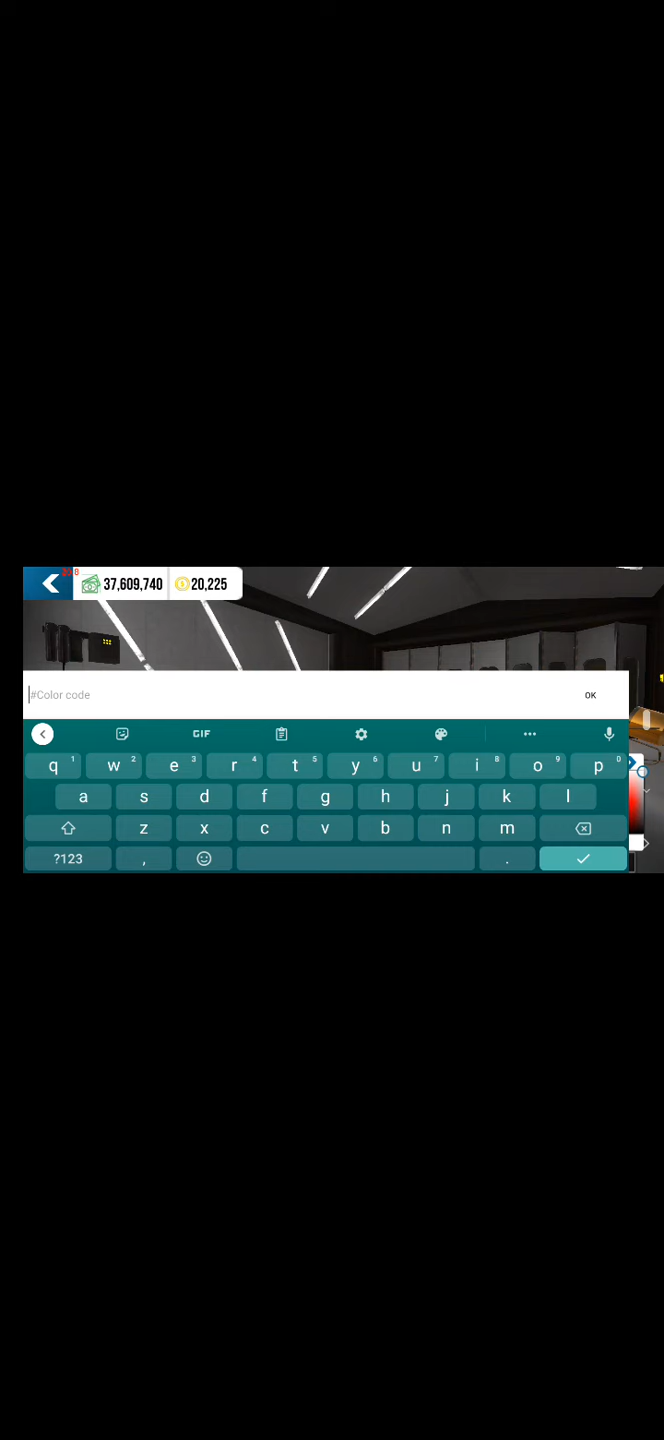 37,609,740 20,225
#Color code OK
GIF
q 1 w 2 e 3 r 4 t 5 y 6 u 7 i 8 o 9 p 0
a s d f g h j k l
z x c v b n m
?123 , .